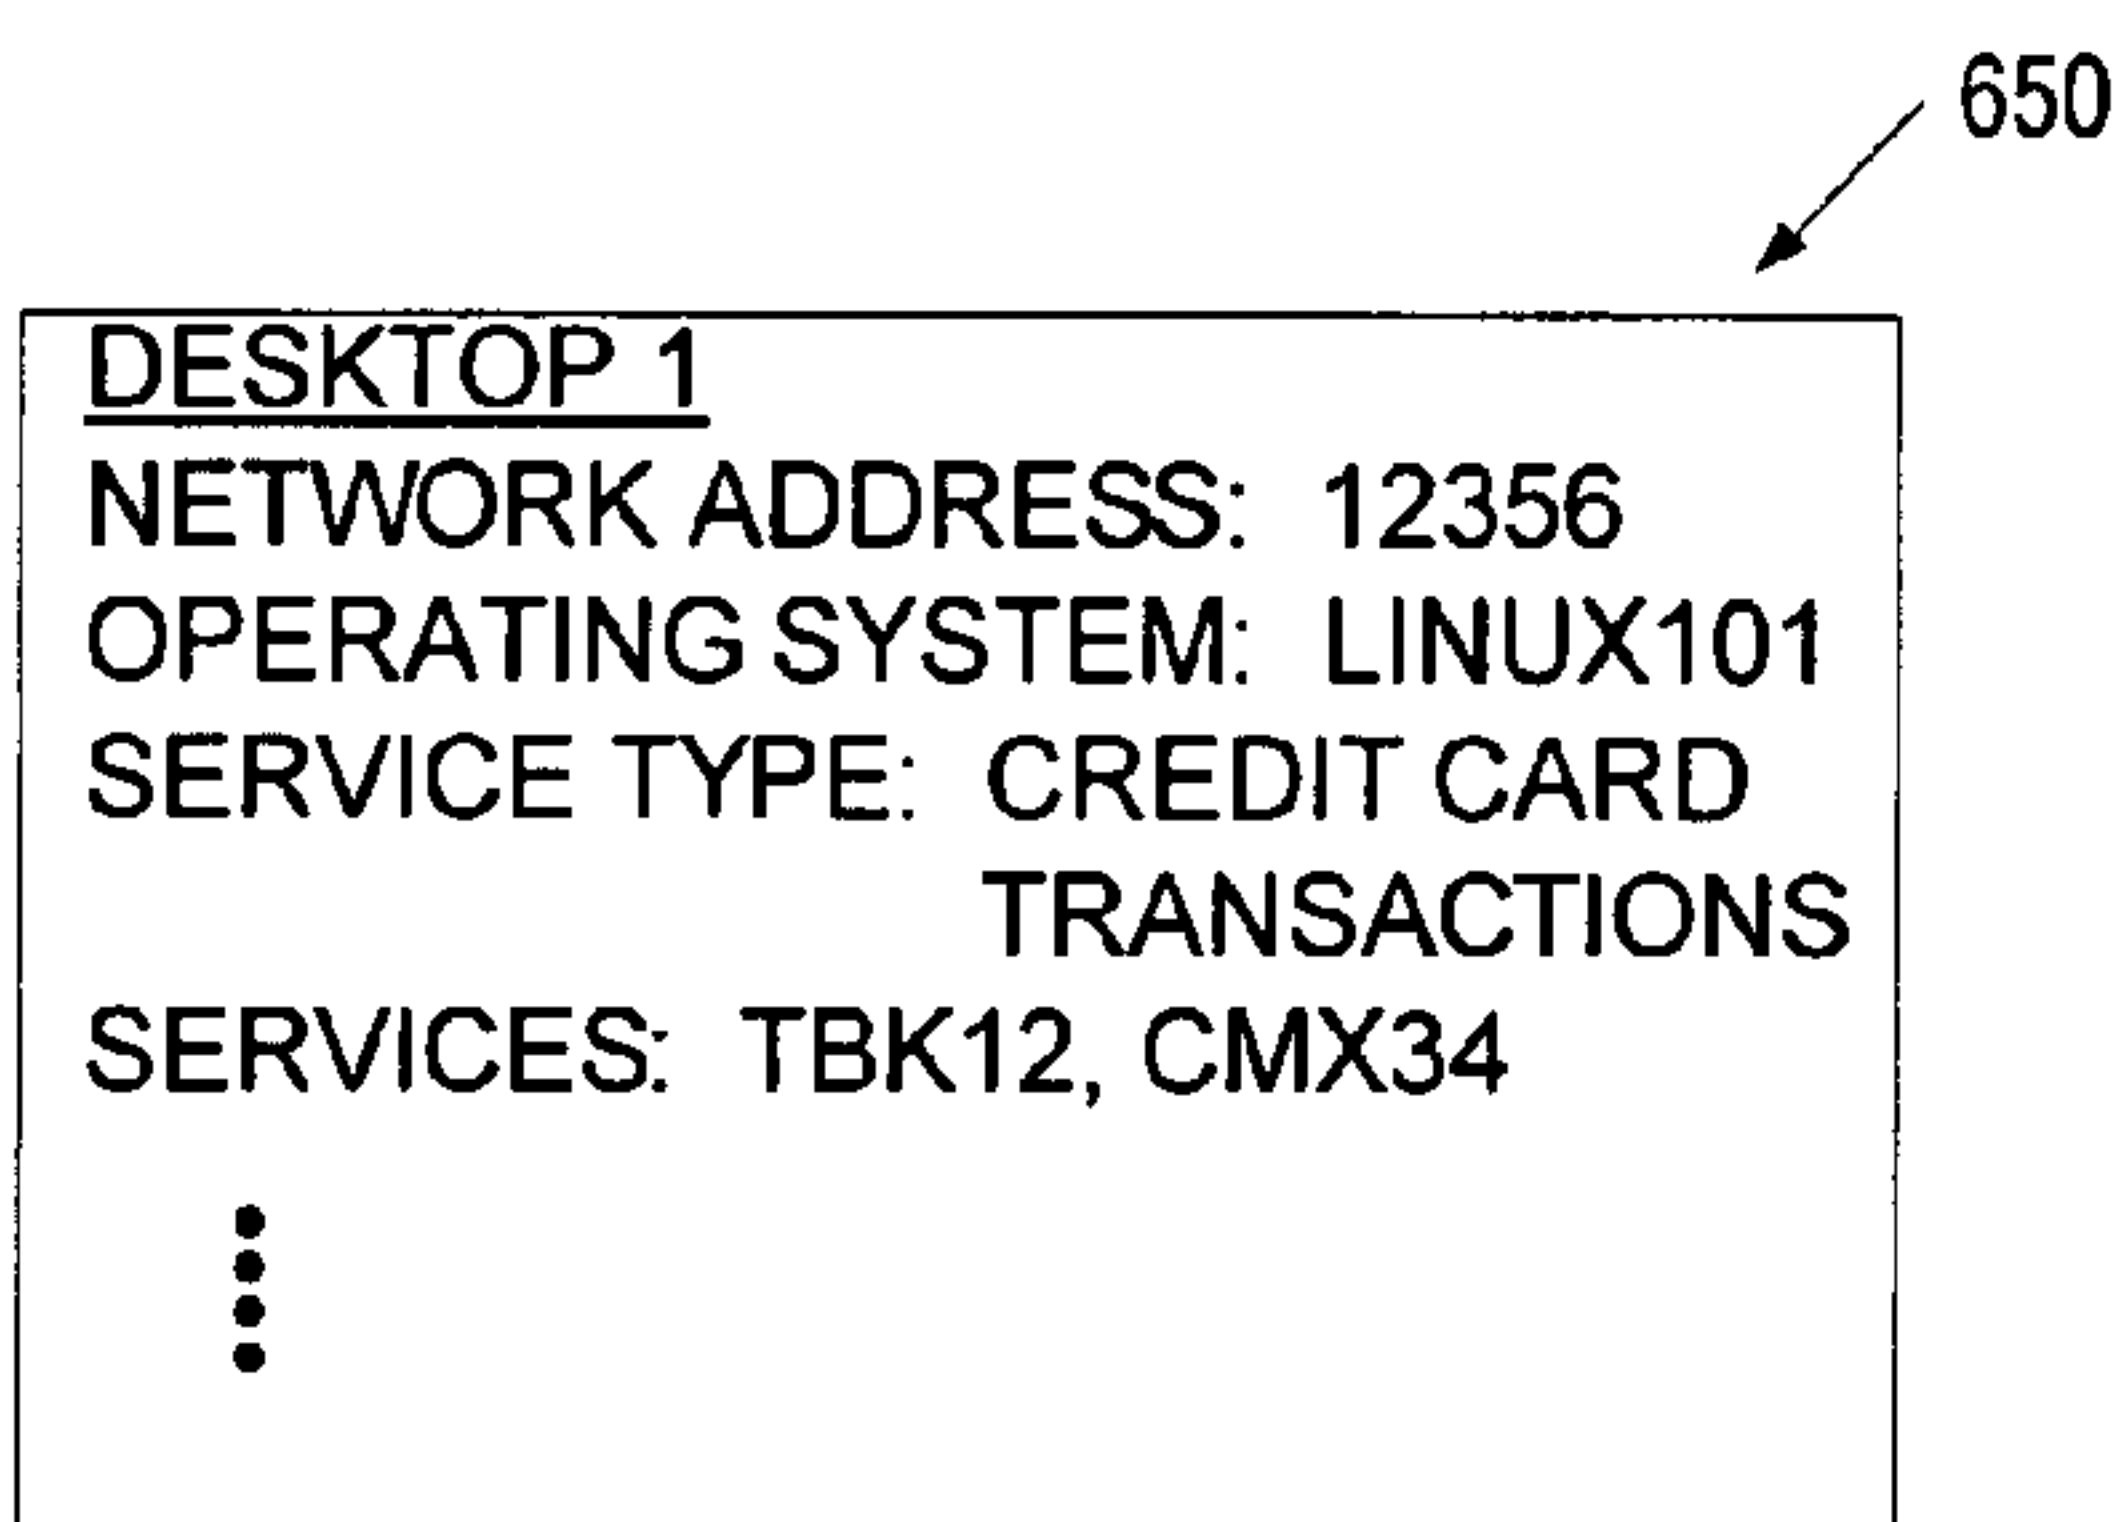 650
DESKTOP 1
NETWORK ADDRESS: 12356
OPERATING SYSTEM: LINUX101
SERVICE TYPE: CREDIT CARD
TRANSACTIONS
SERVICES: TBK12, CMX34